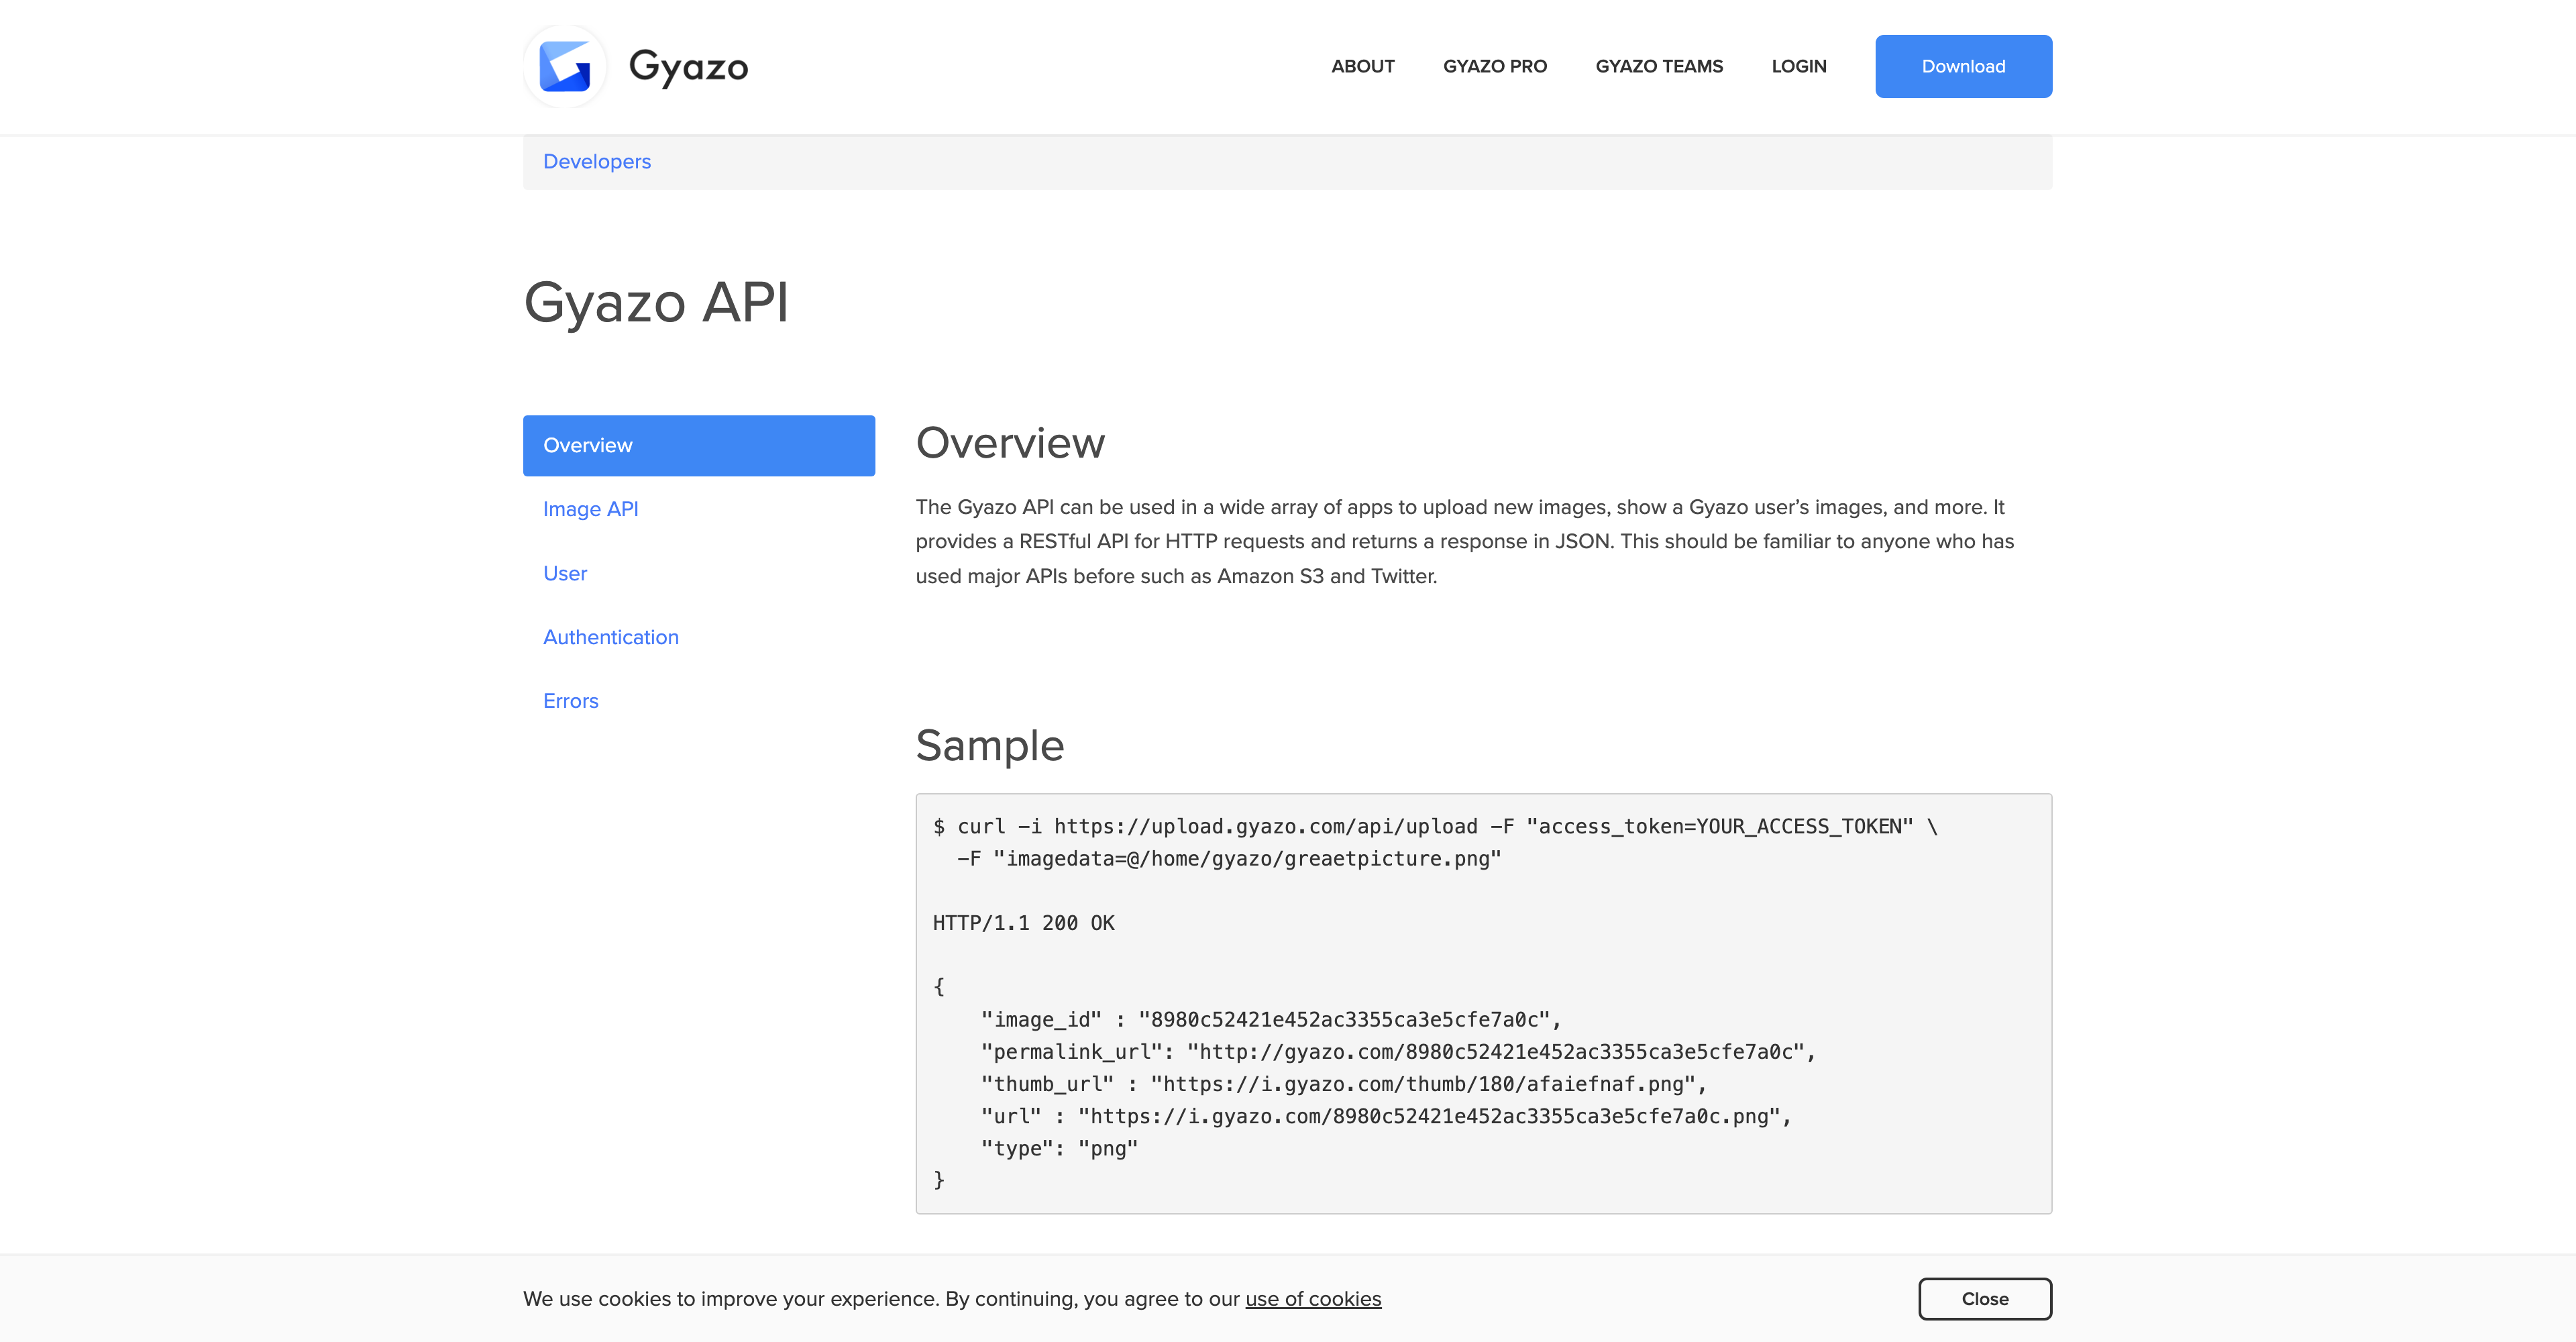 Gyazo
ABOUT
GYAZO PRO
GYAZO TEAMS
LOGIN
Download
Developers
Gyazo API
Overview
Image API
User
Authentication
Errors
Overview
The Gyazo API can be used in a wide array of apps to upload new images, show a Gyazo user’s images, and more. It
provides a RESTful API for HTTP requests and returns a response in JSON. This should be familiar to anyone who has
used major APIs before such as Amazon S3 and Twitter.
Sample
$ curl -i https://upload.gyazo.com/api/upload -F "access_token=YOUR_ACCESS_TOKEN" \
  -F "imagedata=@/home/gyazo/greaetpicture.png"
HTTP/1.1 200 OK
{
    "image_id" : "8980c52421e452ac3355ca3e5cfe7a0c",
    "permalink_url": "http://gyazo.com/8980c52421e452ac3355ca3e5cfe7a0c",
    "thumb_url" : "https://i.gyazo.com/thumb/180/afaiefnaf.png",
    "url" : "https://i.gyazo.com/8980c52421e452ac3355ca3e5cfe7a0c.png",
    "type": "png"
}
We use cookies to improve your experience. By continuing, you agree to our use of cookies
Close